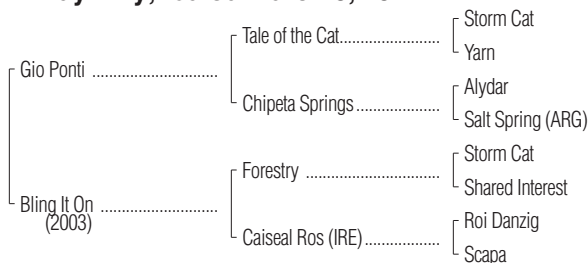 Tale of the Cat
Storm Cat
Yarn
Gio Ponti
Chipeta Springs
Alydar
Salt Spring (ARG)
Bling It On
(2003)
Forestry
Storm Cat
Shared Interest
Caiseal Ros (IRE)
Roi Danzig
Scapa